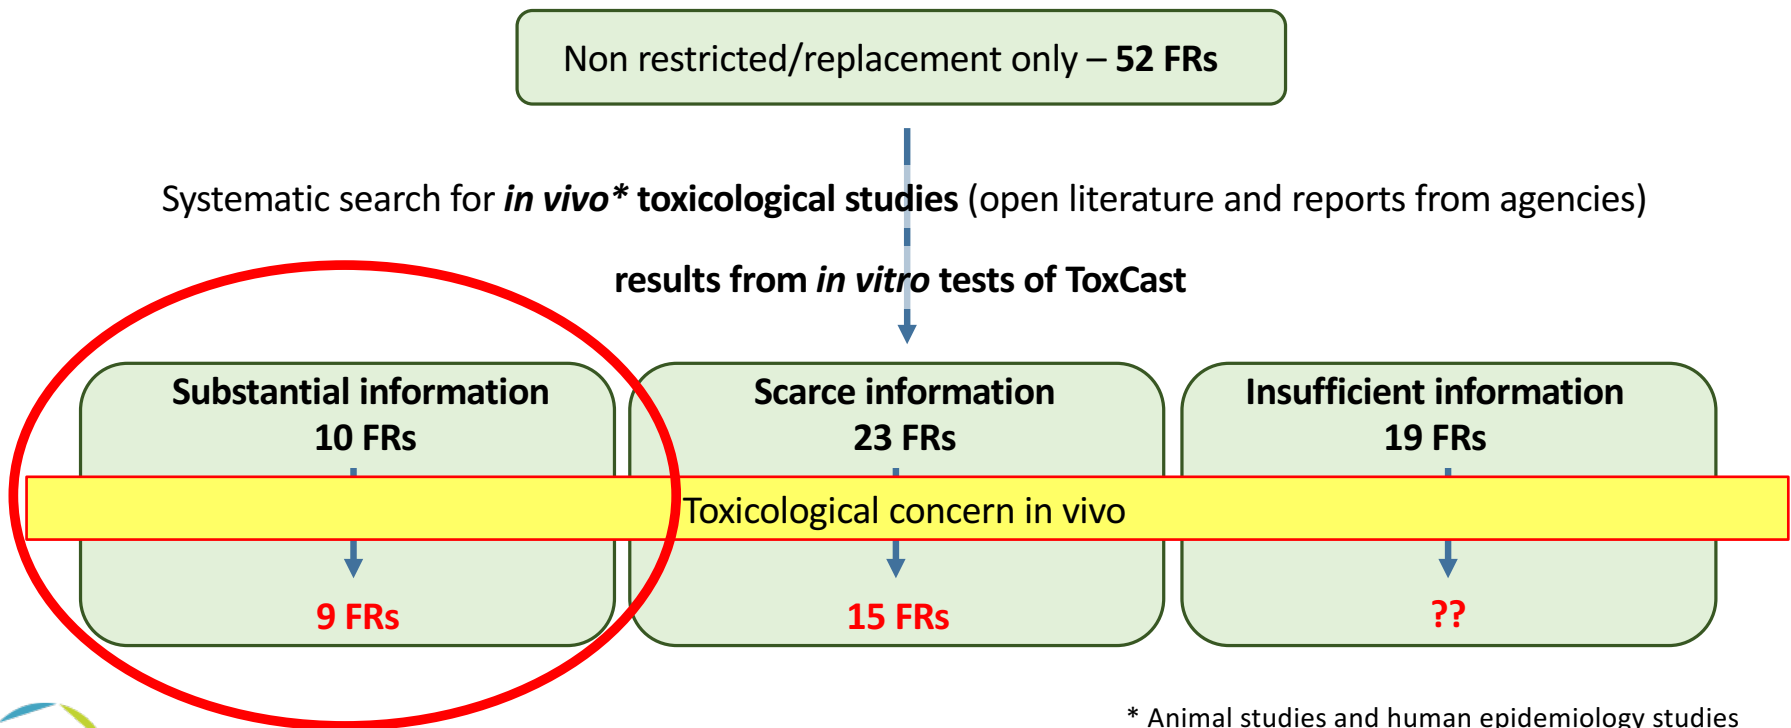 Non restricted/replacement only – 52 FRs
Systematic search for in vivo* toxicological studies (open literature and reports from agencies)
results from in vitro tests of ToxCast
Substantial information
10 FRs
Scarce information
23 FRs
Insufficient information
19 FRs
Toxicological concern in vivo
9 FRs
15 FRs
??
* Animal studies and human epidemiology studies